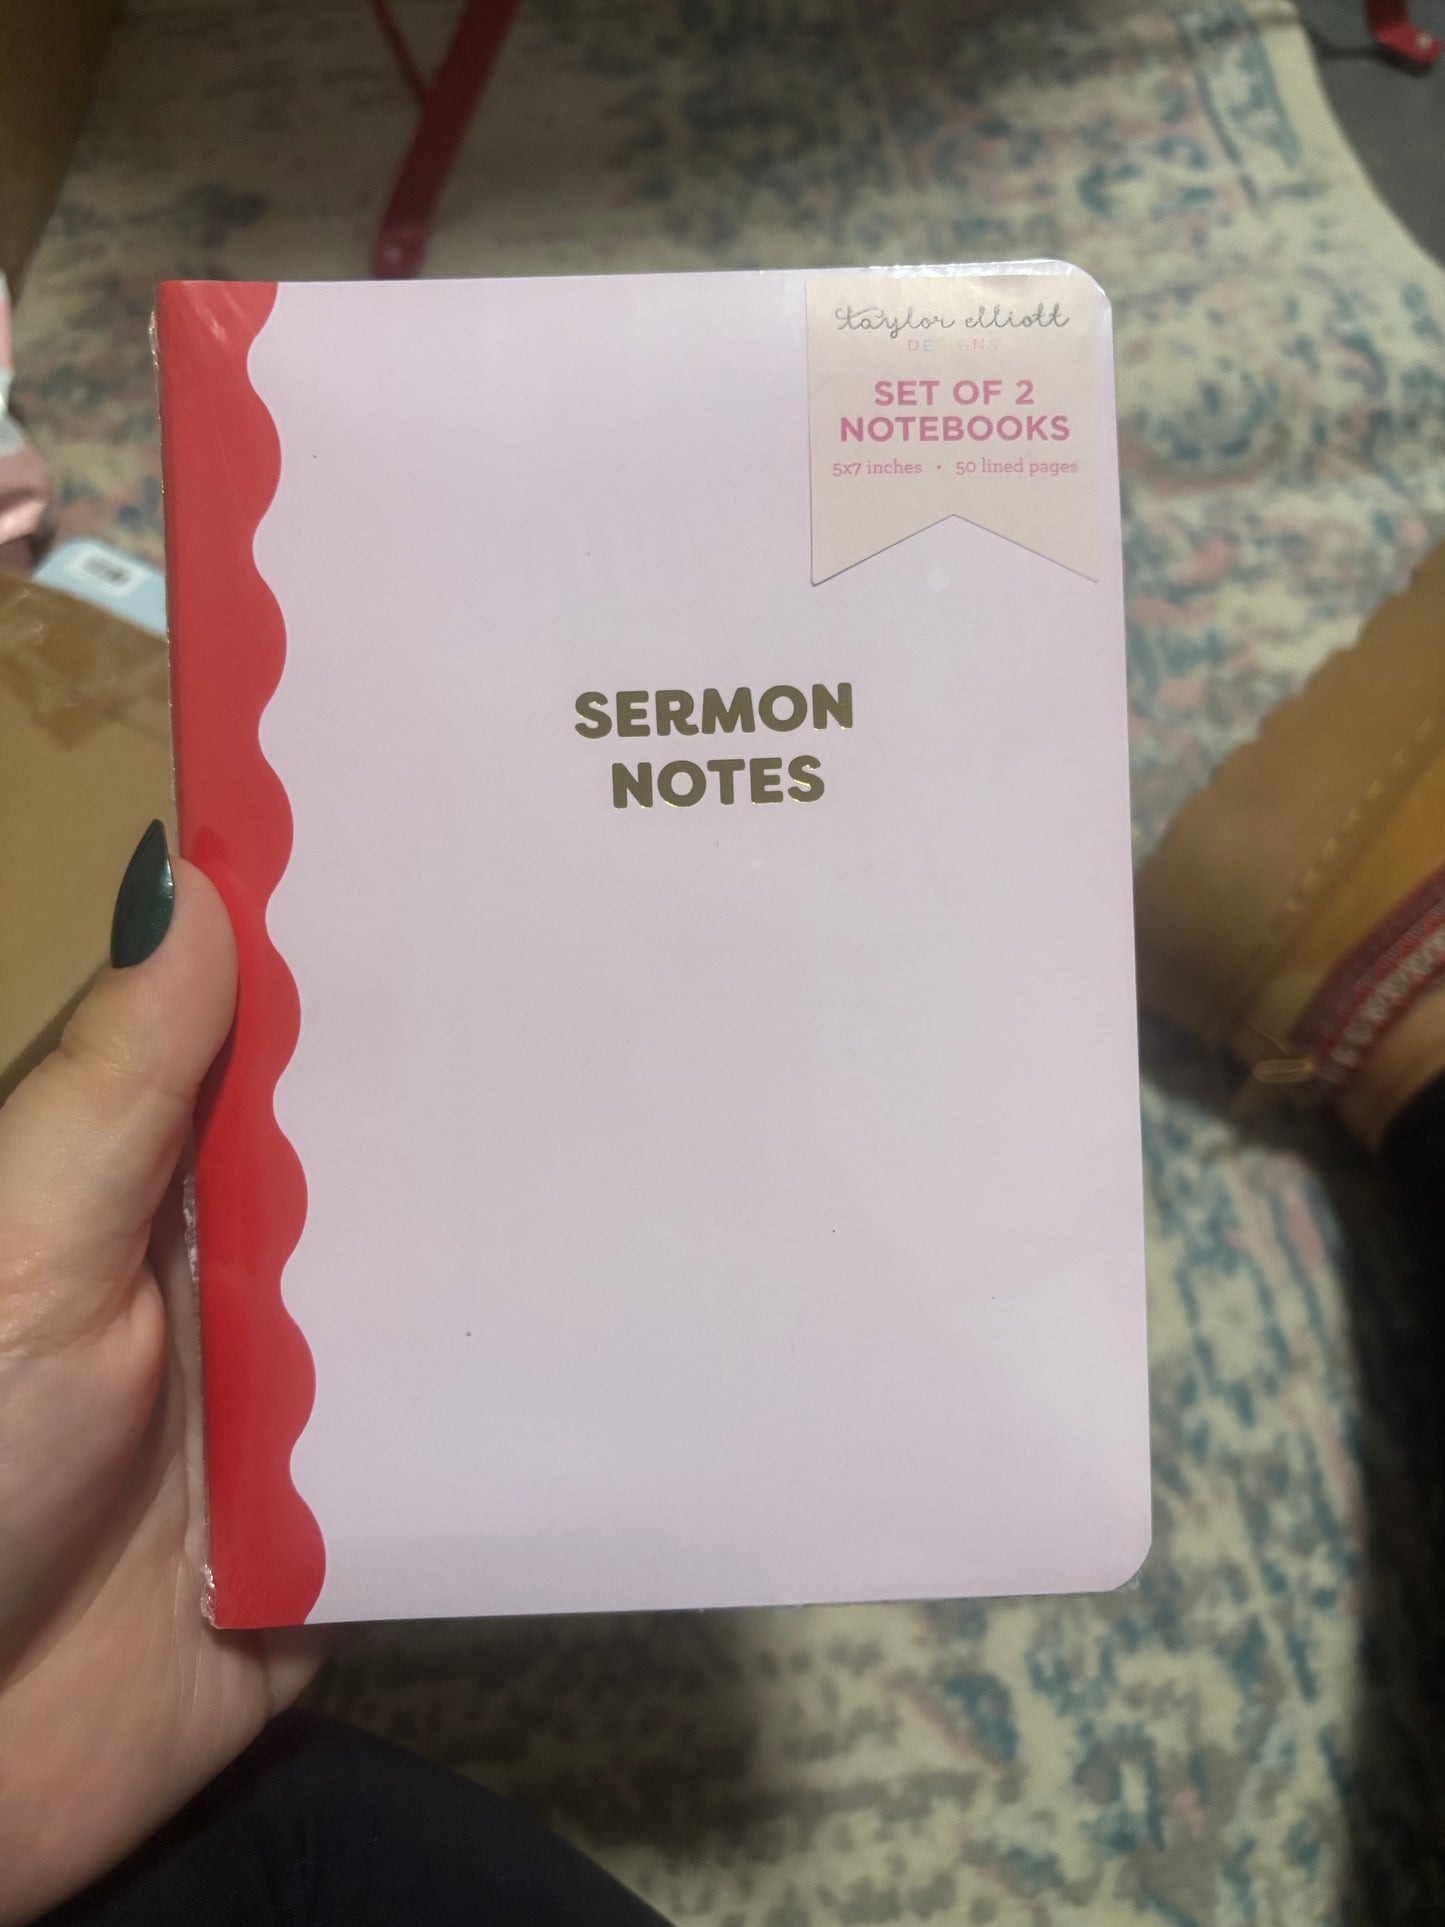 taylor elliott
DESIGNS
SET OF 2
NOTEBOOKS
5x7 inches • 50 lined pages
SERMON
NOTES